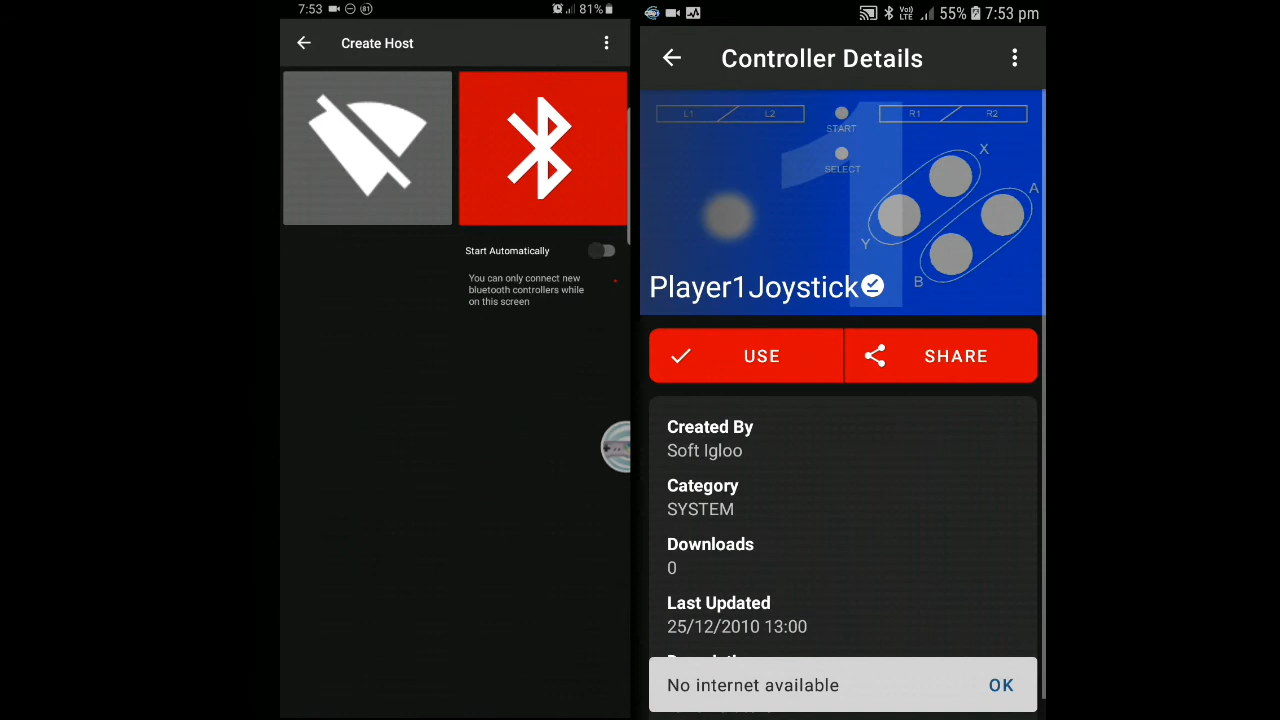 7:53
81%
Create Host
Start Automatically
You can only connect new
bluetooth controllers while
on this screen
55% 7:53 pm
Controller Details
L1 L2
START
R1 R2
SELECT
X
A
Y
B
1
Player1Joystick
USE
SHARE
Created By
Soft Igloo
Category
SYSTEM
Downloads
0
Last Updated
25/12/2010 13:00
No internet available
OK